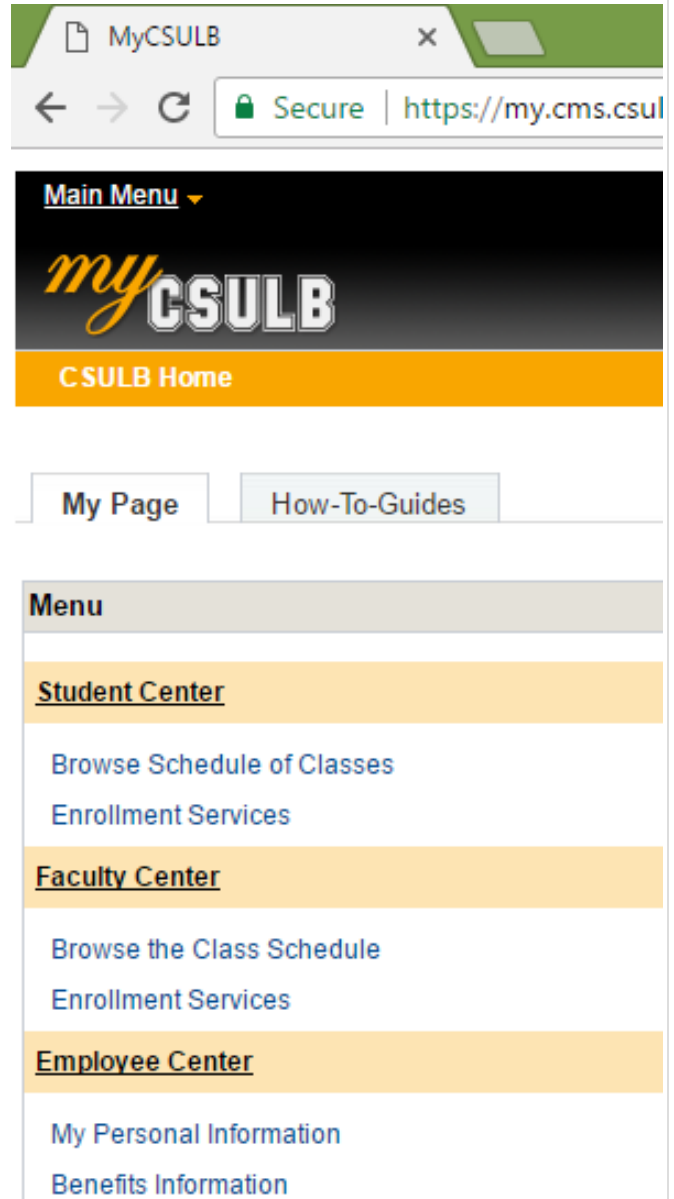 MyCSULB
Secure | https://my.cms.csul
Main Menu
my CSULB
CSULB Home
My Page How-To-Guides
Menu
Student Center
Browse Schedule of Classes
Enrollment Services
Faculty Center
Browse the Class Schedule
Enrollment Services
Employee Center
My Personal Information
Benefits Information